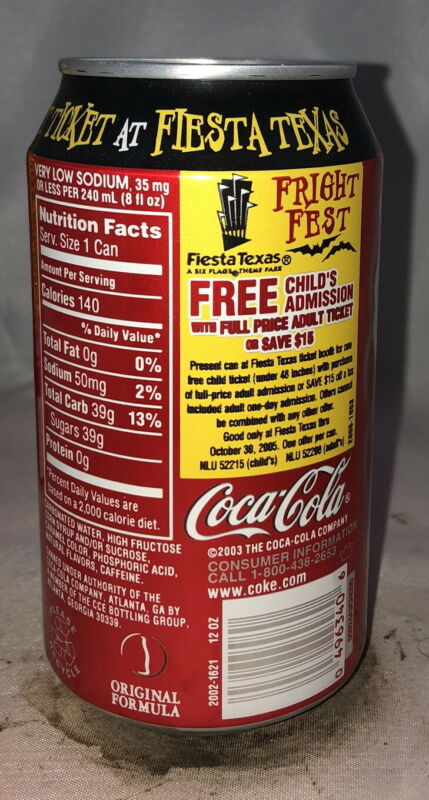 TICKET AT FIESTA TEXAS
VERY LOW SODIUM, 35 mg
OR LESS PER 240 mL (8 fl oz)
Nutrition Facts
Serv. Size 1 Can
Amount Per Serving
Calories 140
% Daily Value*
Total Fat 0g 0%
Sodium 50mg 2%
Total Carb 39g 13%
Sugars 39g
Protein 0g
*Percent Daily Values are
based on a 2,000 calorie diet.
CARBONATED WATER, HIGH FRUCTOSE
CORN SYRUP AND/OR SUCROSE,
CARAMEL COLOR, PHOSPHORIC ACID,
NATURAL FLAVORS, CAFFEINE.
CANNED UNDER AUTHORITY OF THE
COCA-COLA COMPANY, ATLANTA, GA BY
A MEMBER OF THE CCE BOTTLING GROUP,
GEORGIA 30339.
PLEASE
RECYCLE
ORIGINAL
FORMULA
FRIGHT
FEST
Fiesta Texas®
A SIX FLAGS THEME PARK
FREE CHILD'S
ADMISSION
WITH FULL PRICE ADULT TICKET
OR SAVE $15
Present can at Fiesta Texas ticket booth for one
free child ticket (under 48 inches) with purchase
of full-price adult admission or SAVE $15 off a tax
included adult one-day admission. Offers cannot
be combined with any other offer.
Good only at Fiesta Texas thru
October 30, 2005. One offer per can.
NLU 52215 (child's) NLU 52299 (adult's)
Coca-Cola®
©2003 THE COCA-COLA COMPANY
CONSUMER INFORMATION
CALL 1-800-438-2653
www.coke.com
2002-1621 12 OZ
0 496340 6